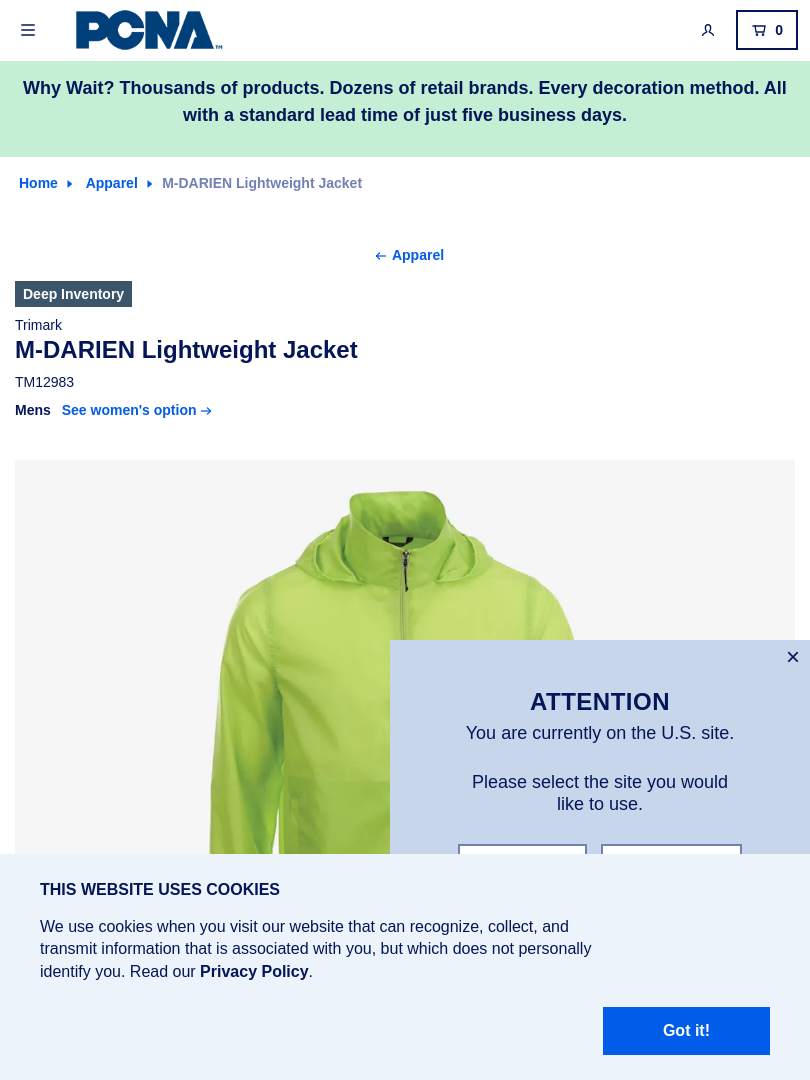 PCNA™
0
Why Wait? Thousands of products. Dozens of retail brands. Every decoration method. All
with a standard lead time of just five business days.
Home Apparel M-DARIEN Lightweight Jacket
← Apparel
Deep Inventory
Trimark
M-DARIEN Lightweight Jacket
TM12983
Mens See women's option →
ATTENTION
You are currently on the U.S. site.
Please select the site you would
like to use.
THIS WEBSITE USES COOKIES
We use cookies when you visit our website that can recognize, collect, and
transmit information that is associated with you, but which does not personally
identify you. Read our Privacy Policy.
Got it!